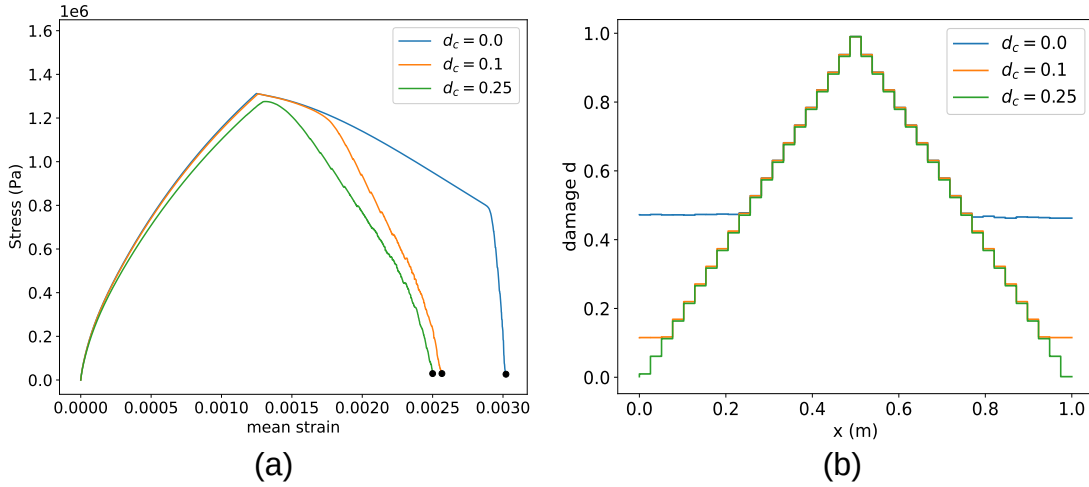 1e6
1.6
1.4
1.2
1.0
0.8
0.6
0.4
0.2
0.0
Stress (Pa)
0.0000 0.0005 0.0010 0.0015 0.0020 0.0025 0.0030
mean strain
d_c = 0.0
d_c = 0.1
d_c = 0.25
(a)
1.0
0.8
0.6
0.4
0.2
0.0
damage d
0.0 0.2 0.4 0.6 0.8 1.0
x (m)
d_c = 0.0
d_c = 0.1
d_c = 0.25
(b)